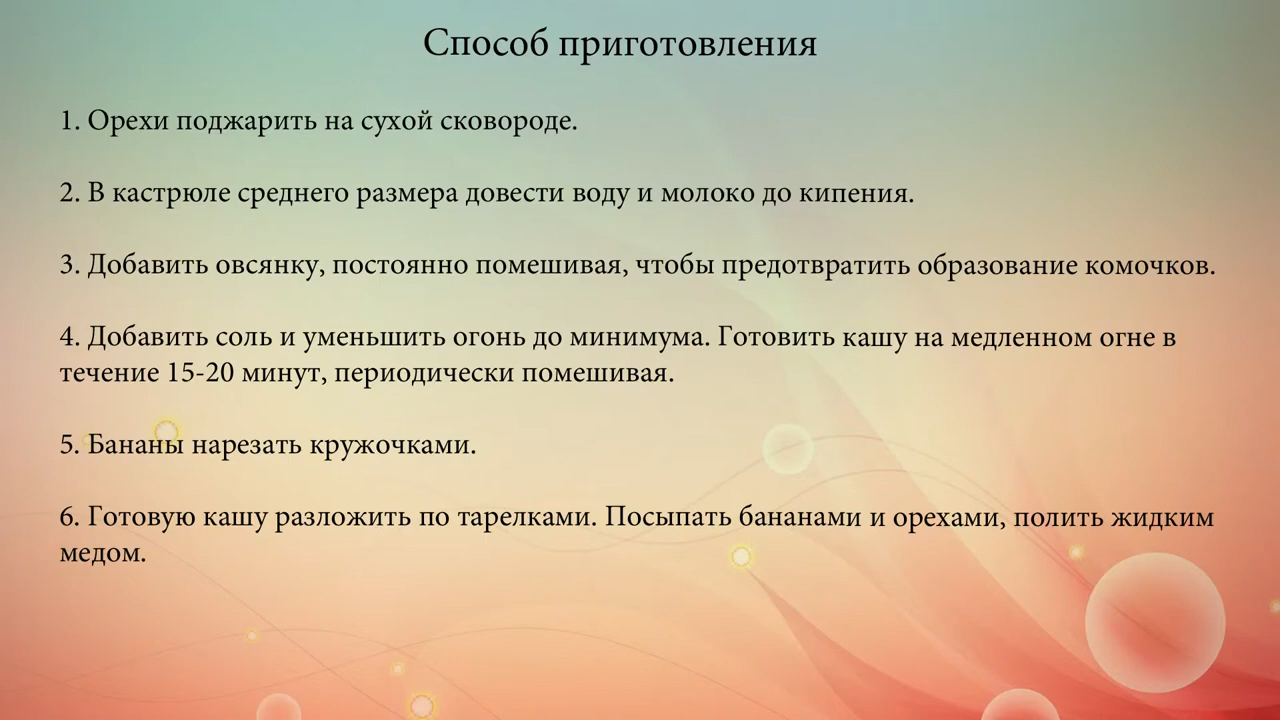 Способ приготовления
1. Орехи поджарить на сухой сковороде.
2. В кастрюле среднего размера довести воду и молоко до кипения.
3. Добавить овсянку, постоянно помешивая, чтобы предотвратить образование комочков.
4. Добавить соль и уменьшить огонь до минимума. Готовить кашу на медленном огне в
течение 15-20 минут, периодически помешивая.
5. Бананы нарезать кружочками.
6. Готовую кашу разложить по тарелками. Посыпать бананами и орехами, полить жидким
медом.